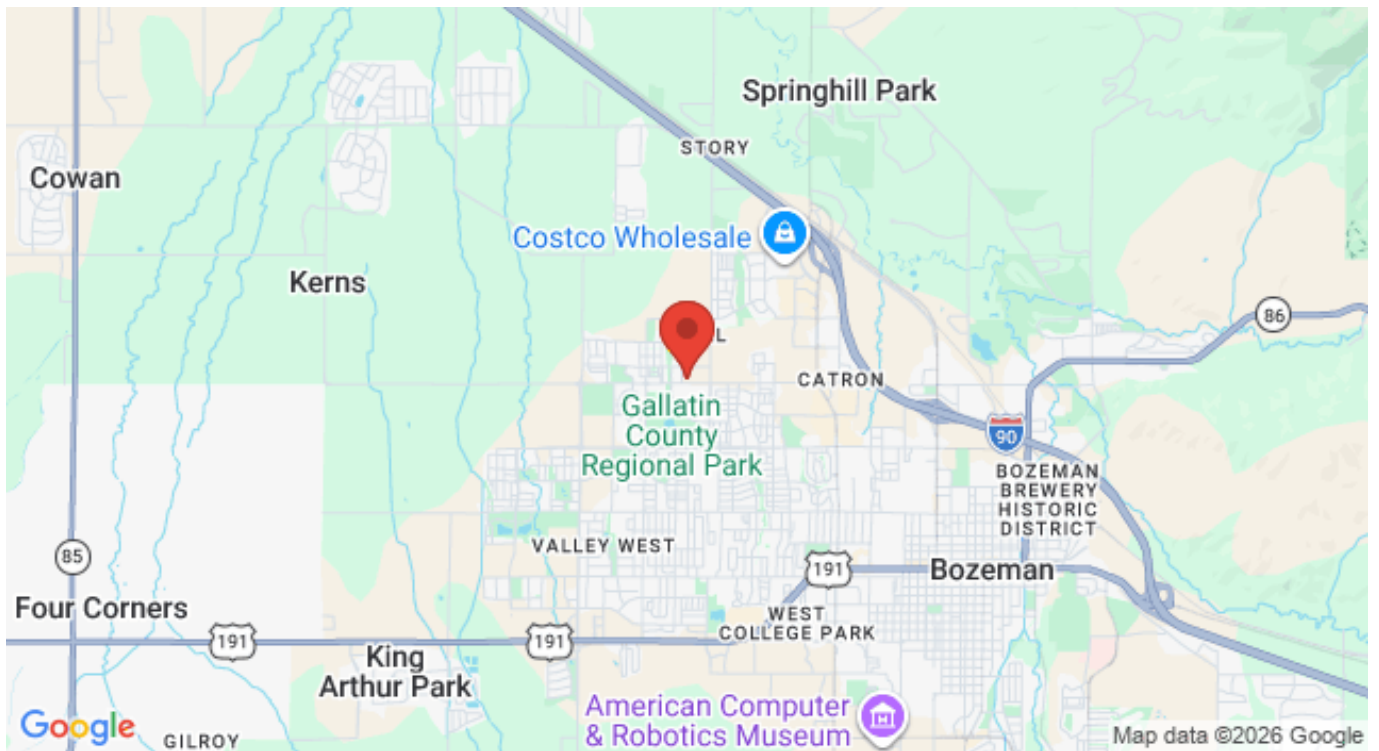 Springhill Park
STORY
Cowan
Costco Wholesale
Kerns
86
L
CATRON
Gallatin
County
Regional Park
90
BOZEMAN
BREWERY
HISTORIC
DISTRICT
VALLEY WEST
85
191
Bozeman
Four Corners
WEST
COLLEGE PARK
191
191
King
Arthur Park
American Computer
& Robotics Museum
Google
GILROY
Map data ©2026 Google